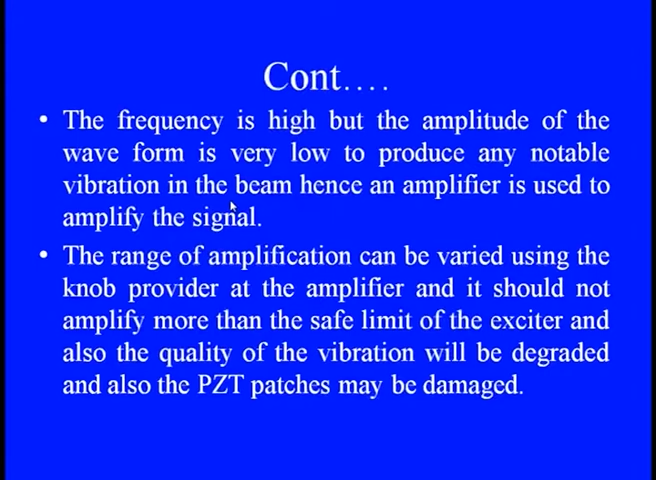 Cont....
• The frequency is high but the amplitude of the
wave form is very low to produce any notable
vibration in the beam hence an amplifier is used to
amplify the signal.
• The range of amplification can be varied using the
knob provider at the amplifier and it should not
amplify more than the safe limit of the exciter and
also the quality of the vibration will be degraded
and also the PZT patches may be damaged.